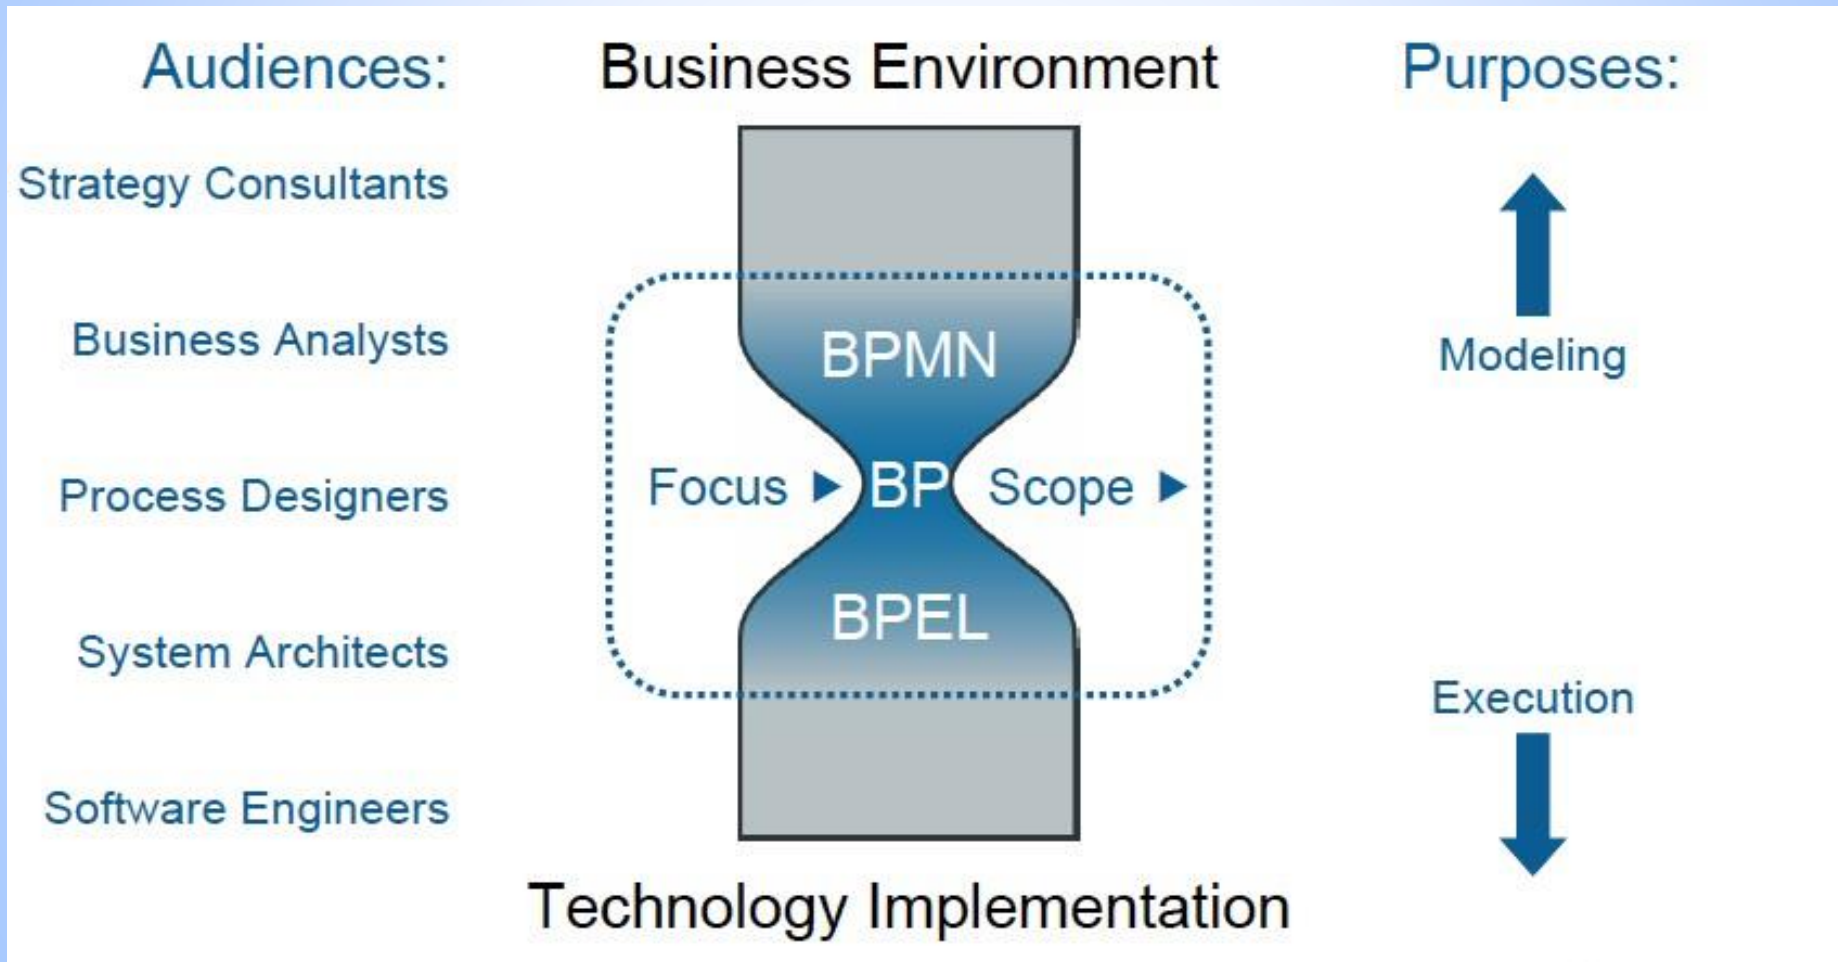 Audiences:
Business Environment
Purposes:
Strategy Consultants
Business Analysts
BPMN
Modeling
Process Designers
Focus
BP
Scope
System Architects
BPEL
Execution
Software Engineers
Technology Implementation